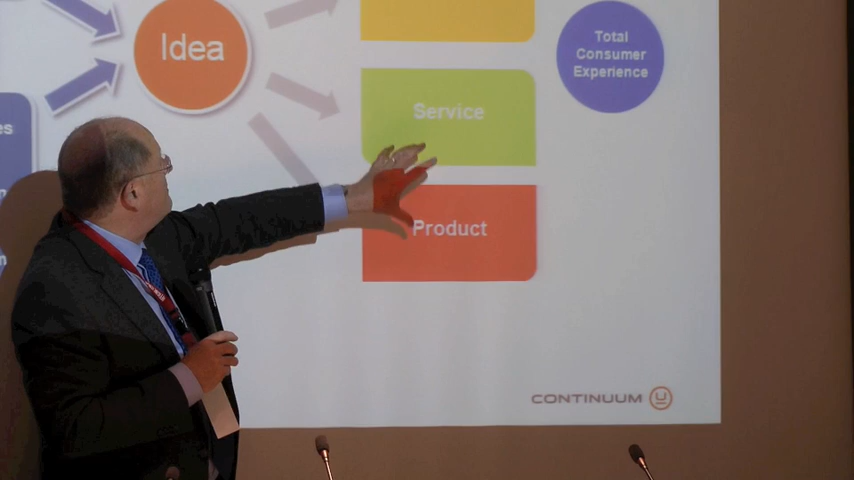 Idea
Total
Consumer
Experience
Service
Product
CONTINUUM